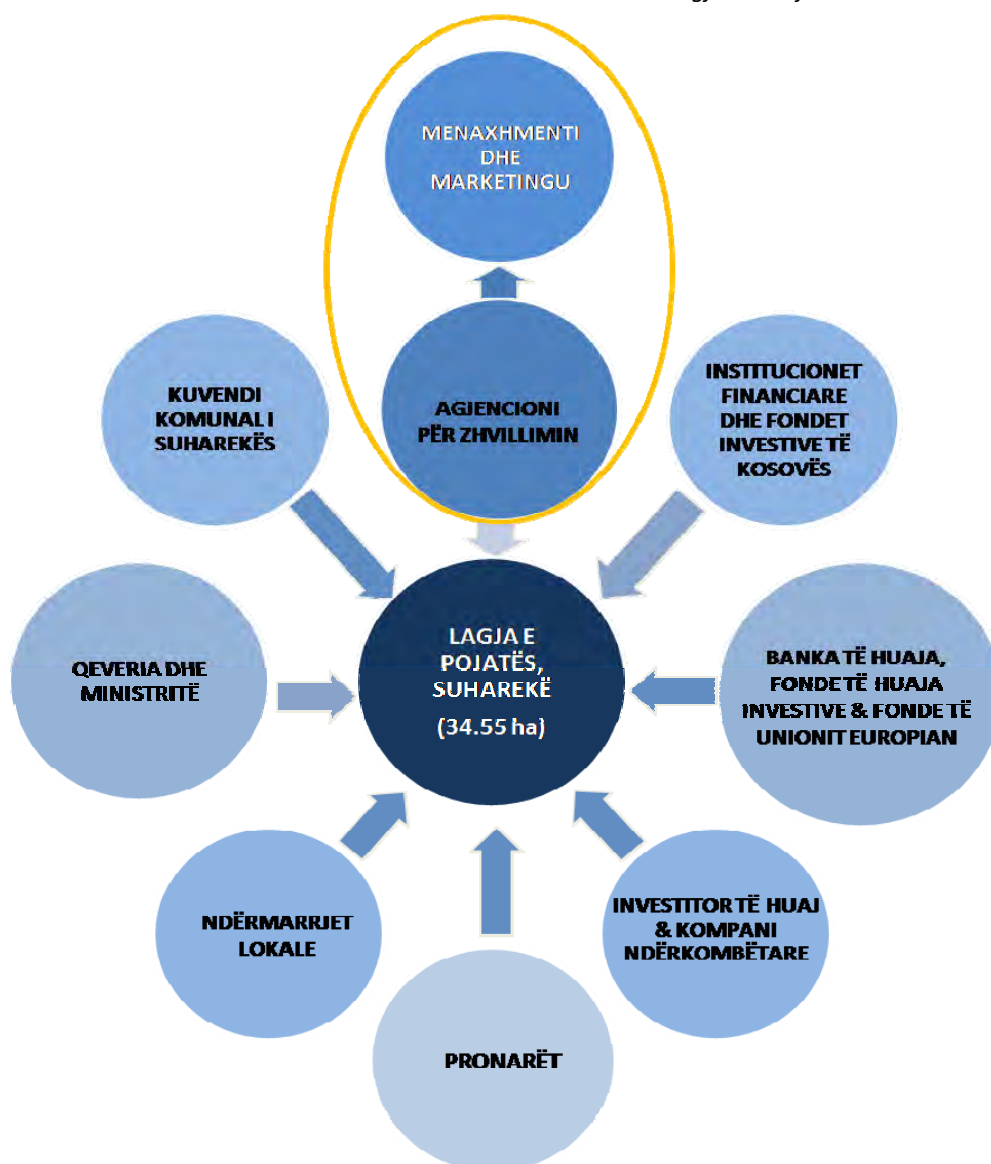 MENAXHMENTI
DHE
MARKETINGU
AGJENCIONI
PËR ZHVILLIMIN
KUVENDI
KOMUNAL I
SUHAREKËS
INSTITUCIONET
FINANCIARE
DHE FONDET
INVESTIVE TË
KOSOVËS
LAGJA E
POJATËS,
SUHAREKË
(34.55 ha)
QEVERIA DHE
MINISTRITË
BANKA TË HUAJA,
FONDE TË HUAJA
INVESTIVE & FONDE TË
UNIONIT EUROPIAN
NDËRMARRJET
LOKALE
INVESTITOR TË HUAJ
& KOMPANI
NDËRKOMBËTARE
PRONARËT